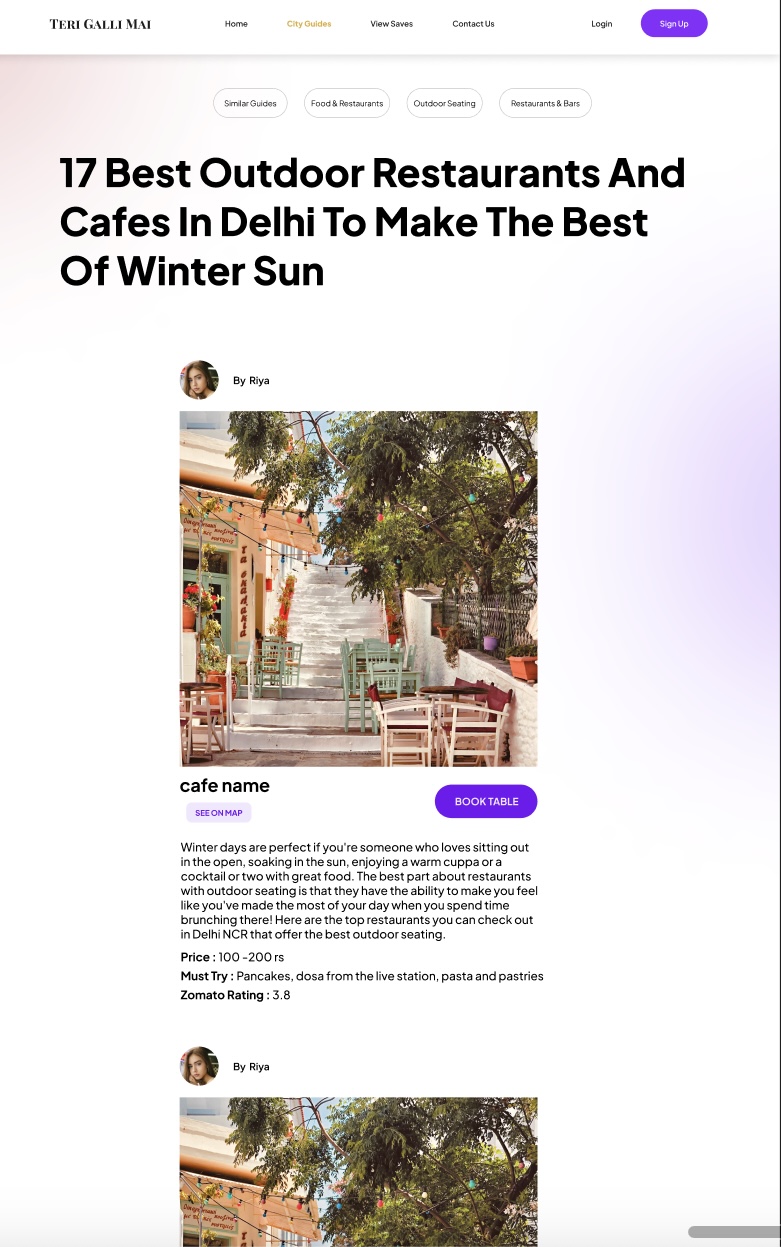 TERI GALLI MAI
Home
City Guides
View Saves
Contact Us
Login
Sign Up
Similar Guides
Food & Restaurants
Outdoor Seating
Restaurants & Bars
17 Best Outdoor Restaurants And
Cafes In Delhi To Make The Best
Of Winter Sun
By Riya
cafe name
SEE ON MAP
BOOK TABLE
Winter days are perfect if you're someone who loves sitting out
in the open, soaking in the sun, enjoying a warm cuppa or a
cocktail or two with great food. The best part about restaurants
with outdoor seating is that they have the ability to make you feel
like you've made the most of your day when you spend time
brunching there! Here are the top restaurants you can check out
in Delhi NCR that offer the best outdoor seating.
Price : 100 -200 rs
Must Try : Pancakes, dosa from the live station, pasta and pastries
Zomato Rating : 3.8
By Riya